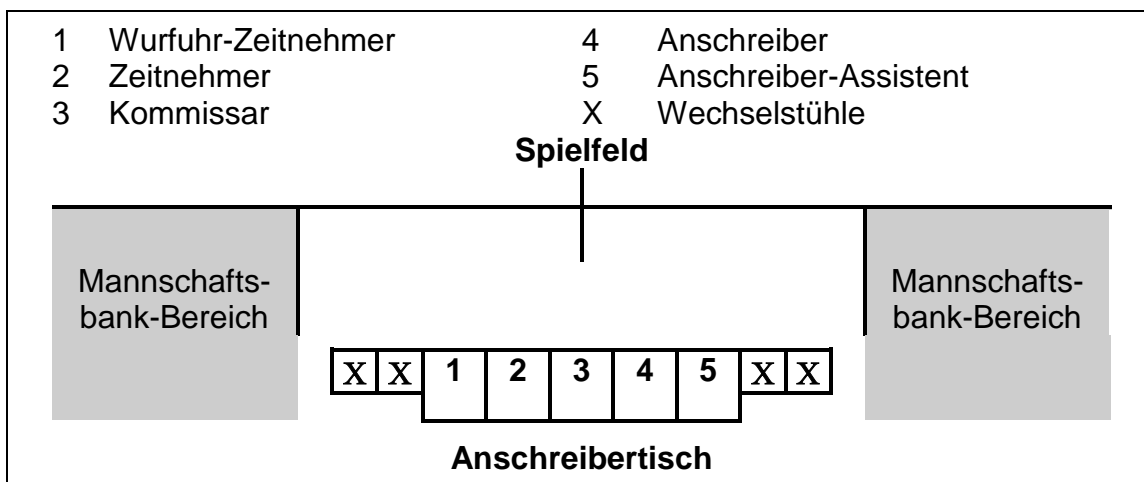 1 Wurfuhr-Zeitnehmer 4 Anschreiber
2 Zeitnehmer 5 Anschreiber-Assistent
3 Kommissar X Wechselstühle
Spielfeld
Mannschafts-
bank-Bereich
Mannschafts-
bank-Bereich
X X 1 2 3 4 5 X X
Anschreibertisch